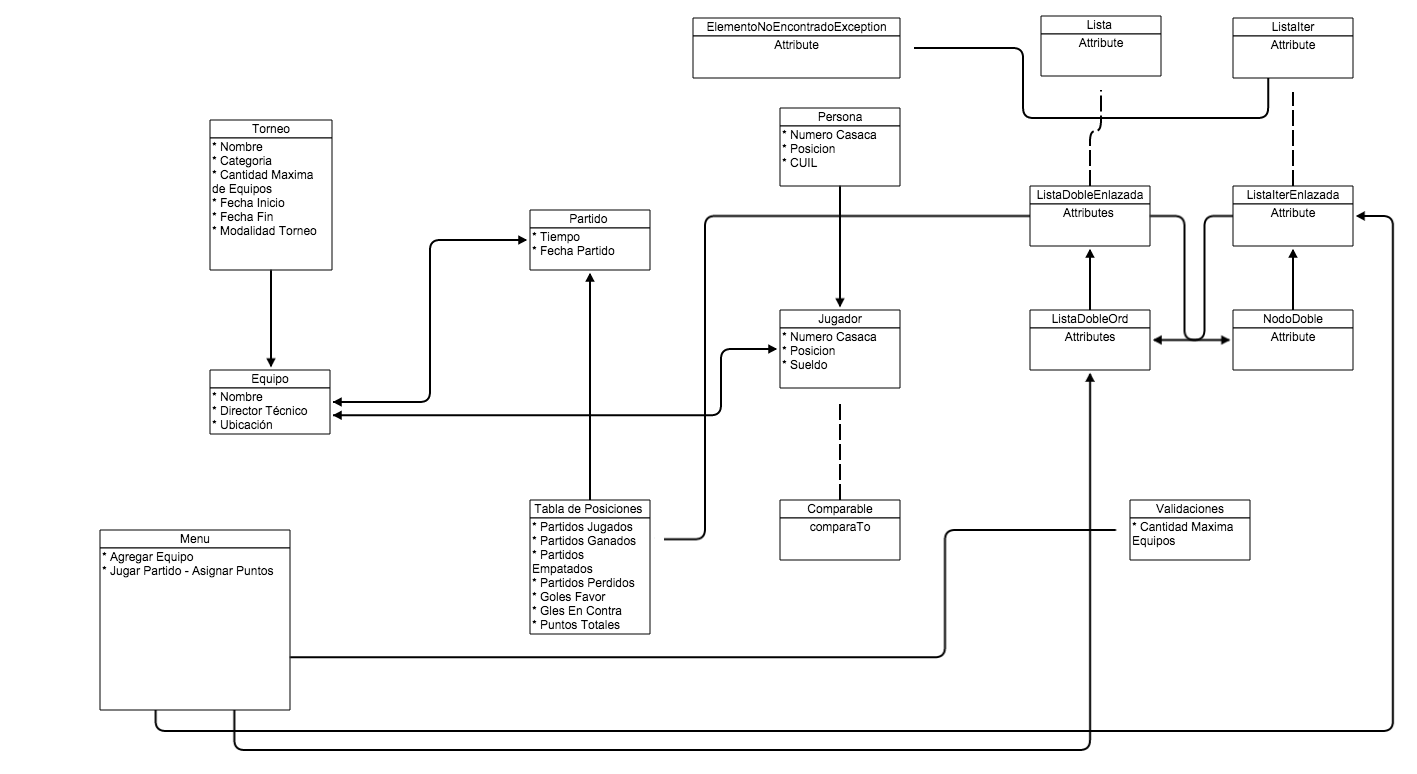 ElementoNoEncontradoException
Attribute
Lista
Attribute
ListaIter
Attribute
Torneo
* Nombre
* Categoria
* Cantidad Maxima
de Equipos
* Fecha Inicio
* Fecha Fin
* Modalidad Torneo
Persona
* Numero Casaca
* Posicion
* CUIL
Partido
* Tiempo
* Fecha Partido
ListaDobleEnlazada
Attributes
ListaIterEnlazada
Attribute
Equipo
* Nombre
* Director Técnico
* Ubicación
Jugador
* Numero Casaca
* Posicion
* Sueldo
ListaDobleOrd
Attributes
NodoDoble
Attribute
Menu
* Agregar Equipo
* Jugar Partido - Asignar Puntos
Tabla de Posiciones
* Partidos Jugados
* Partidos Ganados
* Partidos
Empatados
* Partidos Perdidos
* Goles Favor
* Gles En Contra
* Puntos Totales
Comparable
comparaTo
Validaciones
* Cantidad Maxima
Equipos